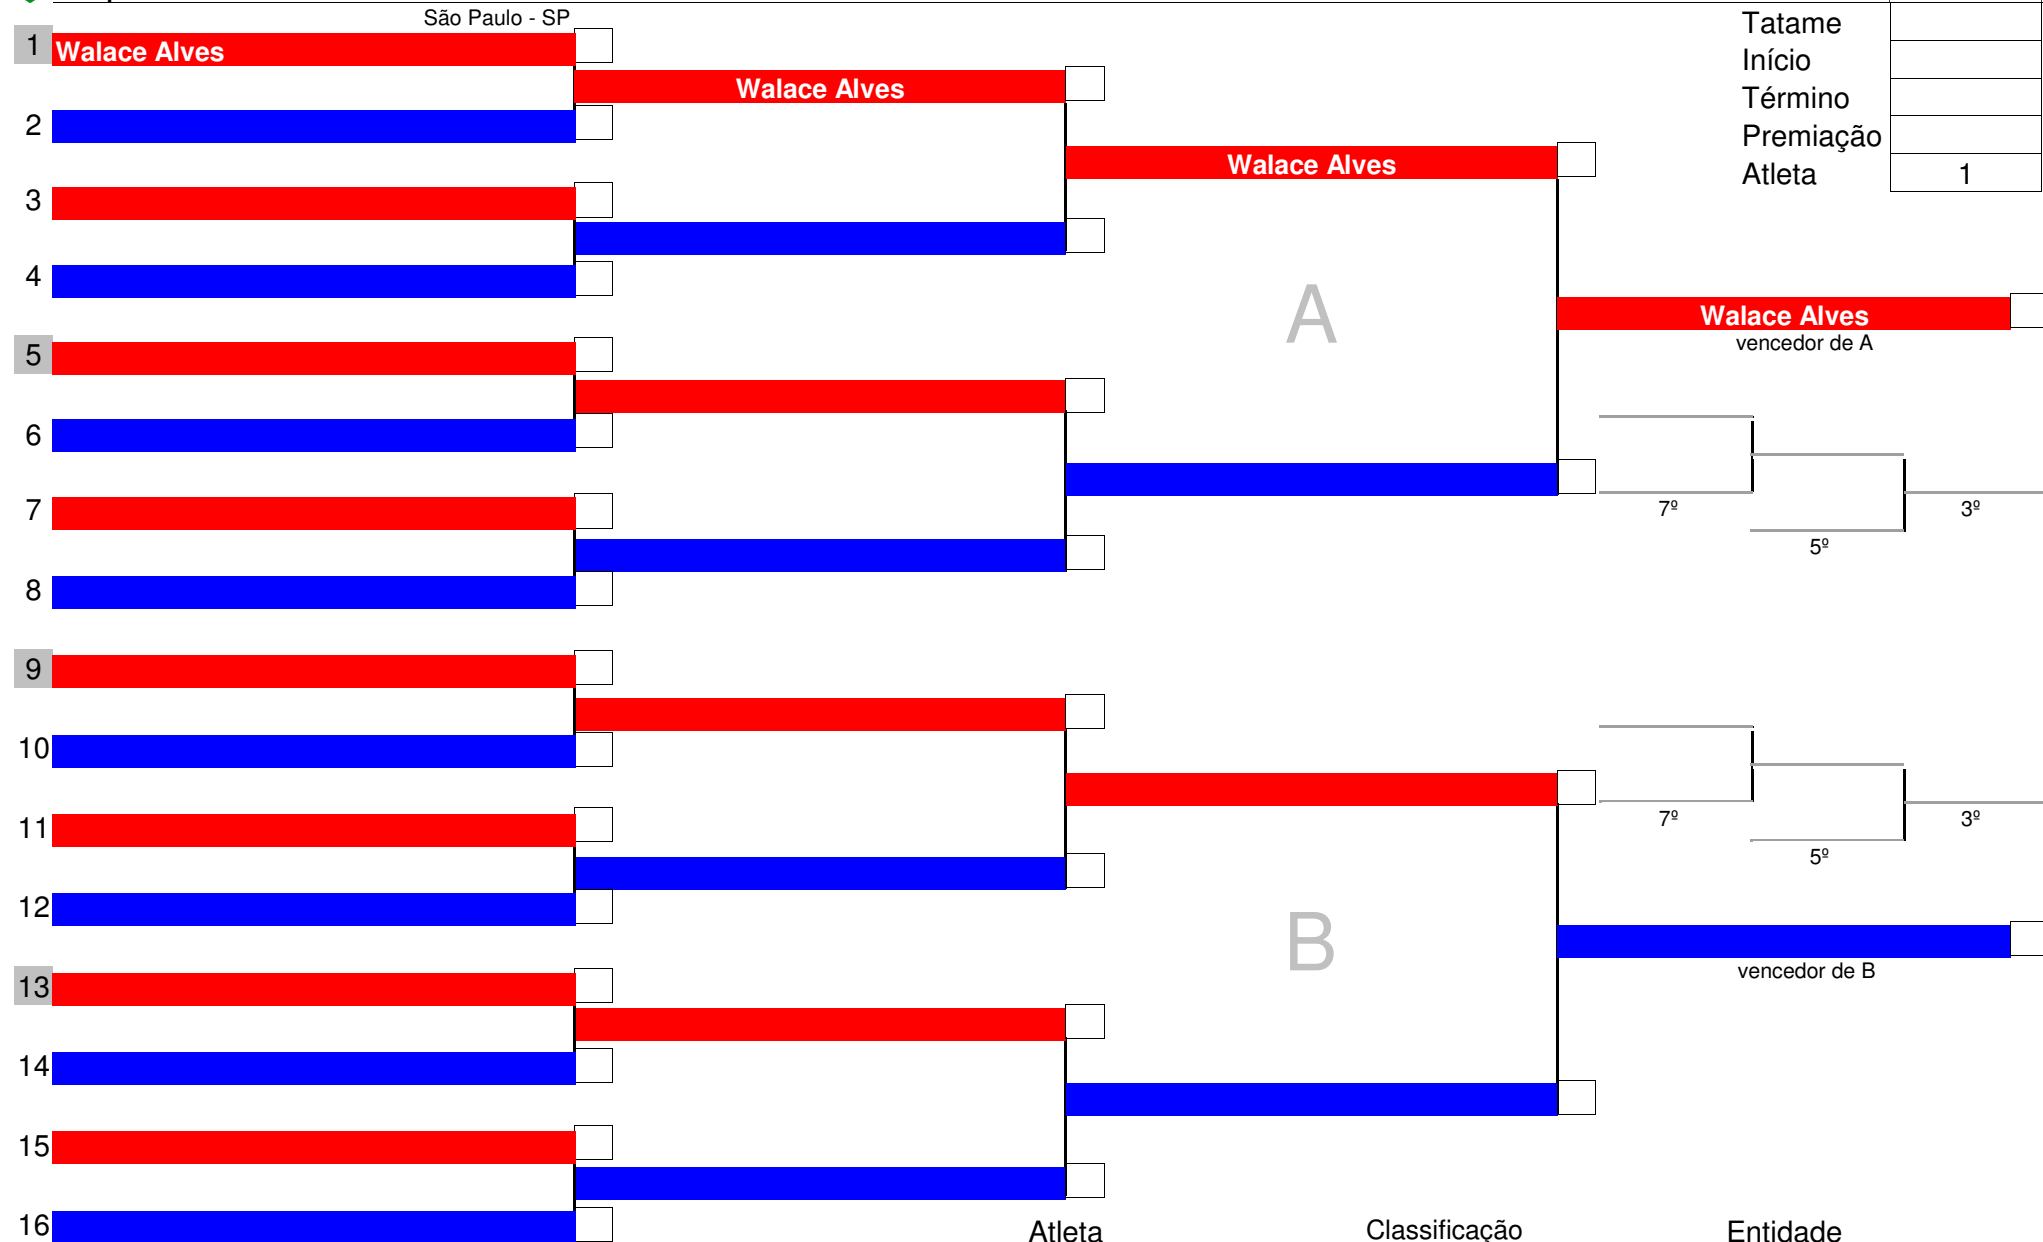 São Paulo - SP
Tatame
1
Walace Alves
Walace Alves
Início
Término
2
Premiação
Walace Alves
Atleta 1
3
4
A
Walace Alves
vencedor de A
5
6
7
7º 3º
5º
8
9
10
11
7º 3º
5º
12
B
vencedor de B
13
14
15
16
Atleta Classificação Entidade